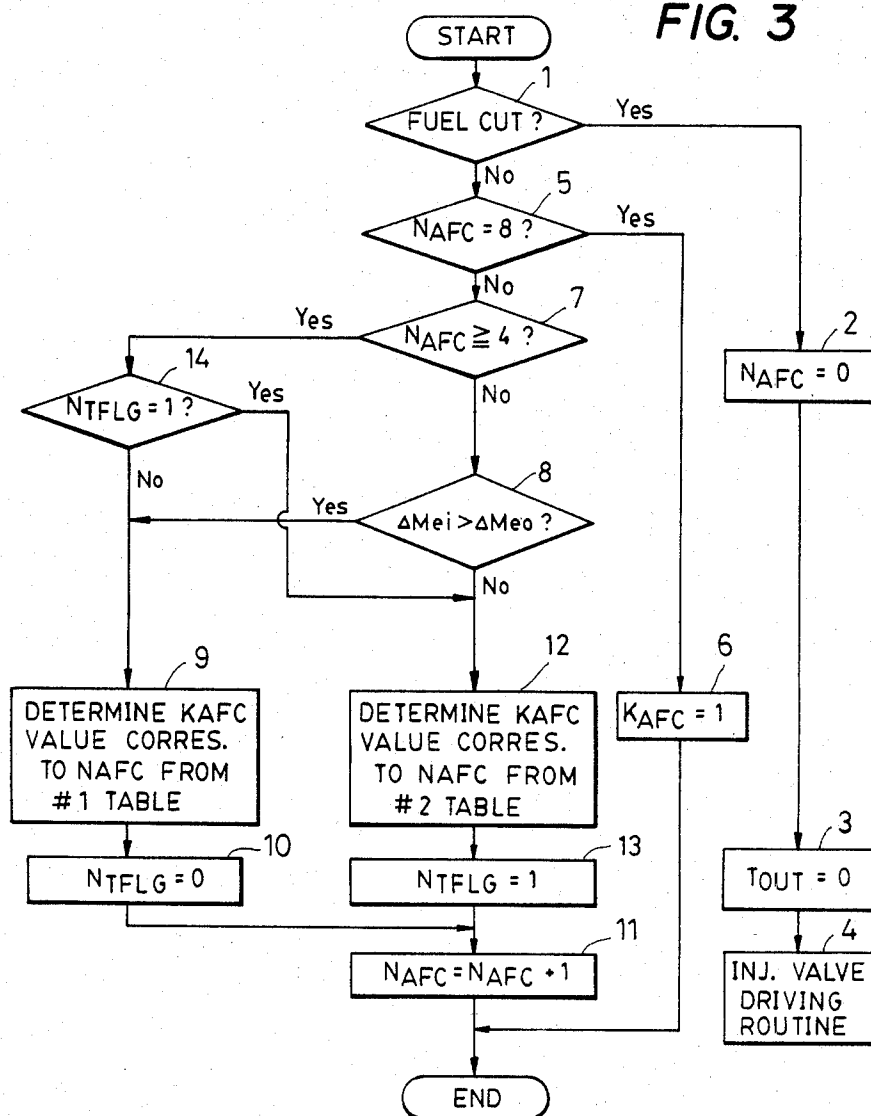 FIG. 3
START
1
FUEL CUT ?
Yes
No
5
NAFC = 8 ?
Yes
No
7
NAFC ≧ 4 ?
Yes
No
14
NTFLG = 1 ?
Yes
No
2
NAFC = 0
8
ΔMei > ΔMeo ?
Yes
No
9
DETERMINE KAFC
VALUE CORRES.
TO NAFC FROM
#1 TABLE
12
DETERMINE KAFC
VALUE CORRES.
TO NAFC FROM
#2 TABLE
6
KAFC = 1
10
NTFLG = 0
13
NTFLG = 1
3
TOUT = 0
11
NAFC = NAFC + 1
4
INJ. VALVE
DRIVING
ROUTINE
END